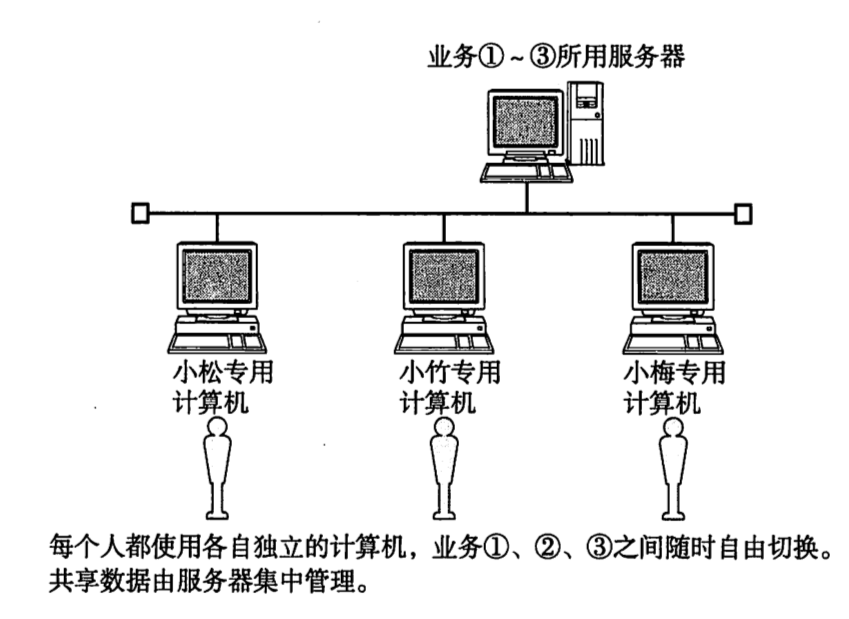 业务①~③所用服务器
小松专用
计算机
小竹专用
计算机
小梅专用
计算机
每个人都使用各自独立的计算机，业务①、②、③之间随时自由切换。
共享数据由服务器集中管理。